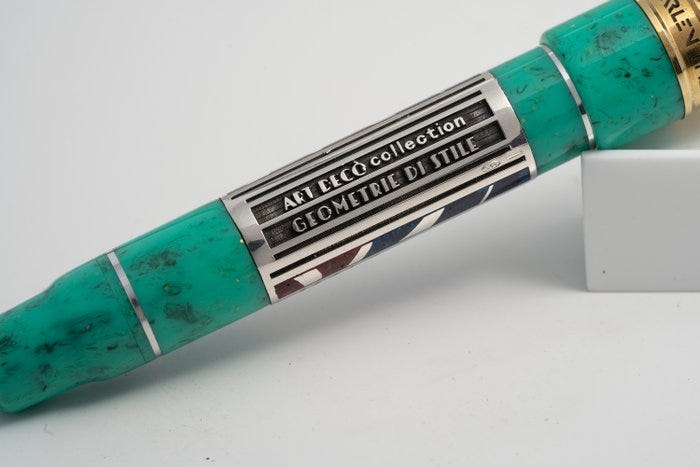 ART DECÒ collection
GEOMETRIE DI STILE